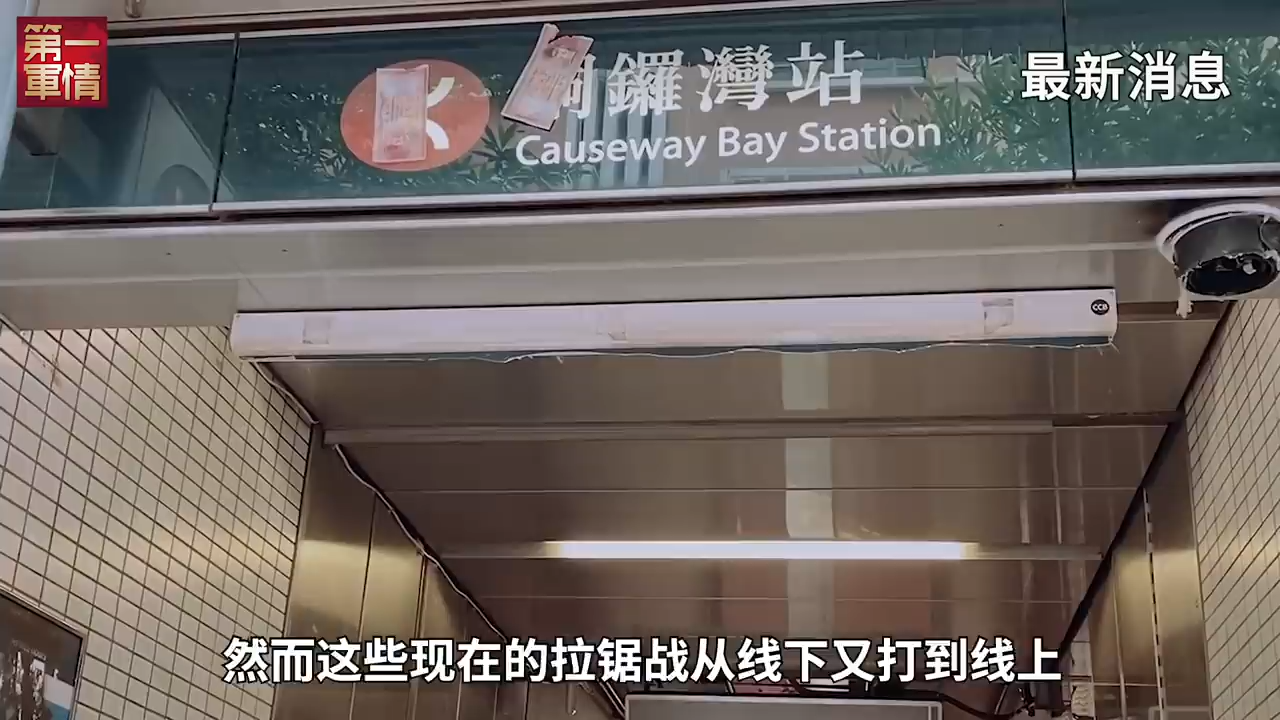 第一
軍情
最新消息
鑼灣站
Causeway Bay Station
然而这些现在的拉锯战从线下又打到线上